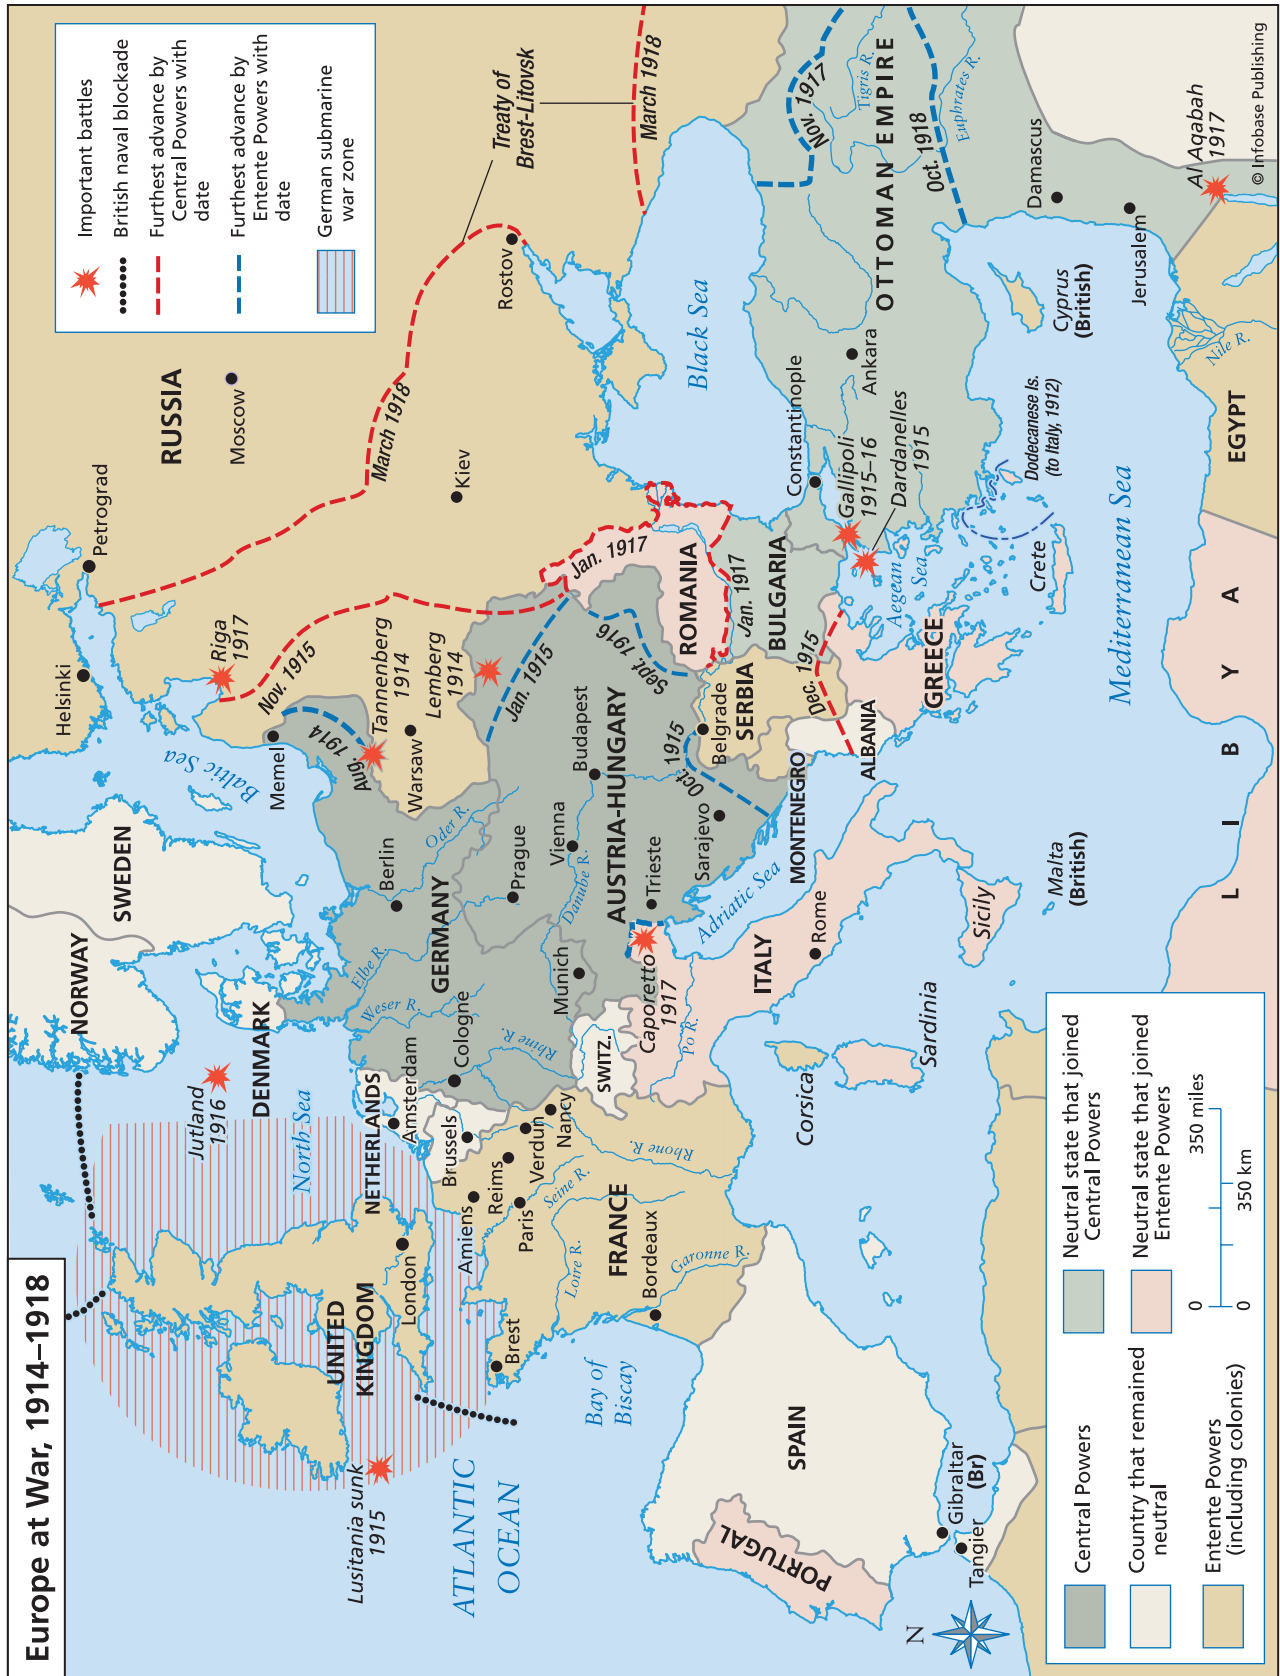 Europe at War, 1914–1918
Important battles
British naval blockade
Furthest advance by
Central Powers with
date
Furthest advance by
Entente Powers with
date
German submarine
war zone
NORWAY
SWEDEN
Helsinki
Petrograd
RUSSIA
Moscow
Baltic Sea
Riga
1917
Nov. 1915
March 1918
Treaty of
Brest-Litovsk
March 1918
Rostov
Kiev
Jutland
1916
DENMARK
North Sea
Memel
Aug. 1914
Tannenberg
1914
Warsaw
Lemberg
1914
Jan. 1915
UNITED
KINGDOM
London
Lusitania sunk
1915
NETHERLANDS
Amsterdam
Brussels
Cologne
Weser R.
Elbe R.
Oder R.
Berlin
GERMANY
Rhine R.
Munich
Prague
Vienna
Danube R.
Budapest
AUSTRIA-HUNGARY
Sept. 1916
Jan. 1917
ROMANIA
Jan. 1917
Black Sea
ATLANTIC
OCEAN
Brest
Amiens
Reims
Paris
Verdun
Nancy
Seine R.
Loire R.
FRANCE
Bordeaux
Garonne R.
Rhone R.
Bay of
Biscay
SWITZ.
Caporetto
1917
Po R.
Trieste
Sarajevo
Oct. 1915
Belgrade
SERBIA
BULGARIA
Dec. 1915
MONTENEGRO
ALBANIA
Adriatic Sea
ITALY
Rome
Corsica
Sardinia
Sicily
GREECE
Aegean
Sea
Constantinople
Gallipoli
1915–16
Dardanelles
1915
Ankara
OTTOMAN EMPIRE
Nov. 1917
Oct. 1918
Tigris R.
Euphrates R.
Damascus
Jerusalem
Al Aqabah
1917
Cyprus
(British)
Dodecanese Is.
(to Italy, 1912)
Crete
Mediterranean Sea
Malta
(British)
Nile R.
EGYPT
LIBYA
SPAIN
PORTUGAL
Gibraltar
(Br)
Tangier
N
Central Powers
Country that remained
neutral
Entente Powers
(including colonies)
Neutral state that joined
Central Powers
Neutral state that joined
Entente Powers
0 350 miles
0 350 km
© Infobase Publishing